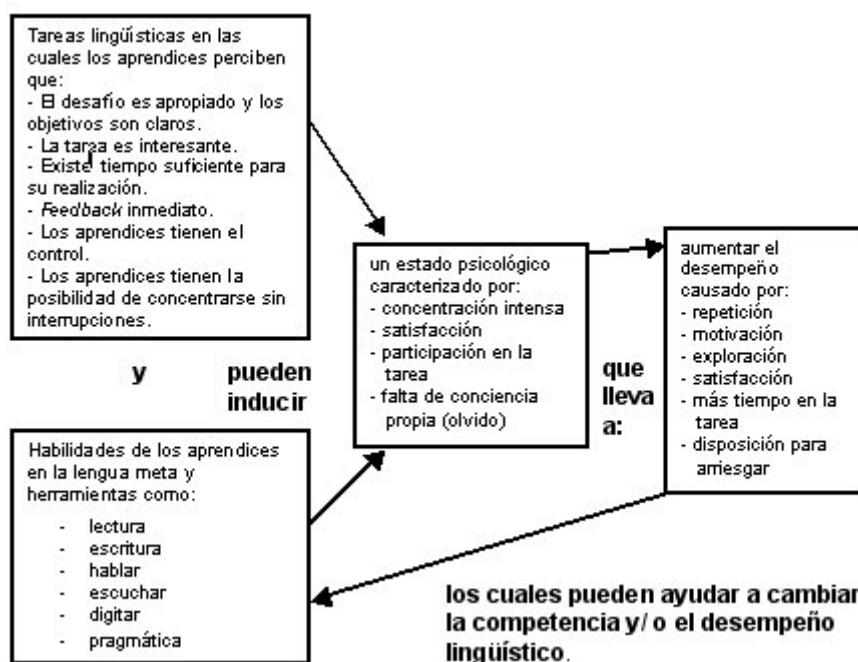 Tareas lingüísticas en las
cuales los aprendices perciben
que:
- El desafío es apropiado y los
objetivos son claros.
- La tarea es interesante.
- Existe tiempo suficiente para
su realización.
- Feedback inmediato.
- Los aprendices tienen el
control.
- Los aprendices tienen la
posibilidad de concentrarse sin
interrupciones.
y pueden
inducir
Habilidades de los aprendices
en la lengua meta y
herramientas como:
- lectura
- escritura
- hablar
- escuchar
- digitar
- pragmática
un estado psicológico
caracterizado por:
- concentración intensa
- satisfacción
- participación en la
tarea
- falta de conciencia
propia (olvido)
que
lleva
a:
aumentar el
desempeño
causado por:
- repetición
- motivación
- exploración
- satisfacción
- más tiempo en la
tarea
- disposición para
arriesgar
los cuales pueden ayudar a cambiar
la competencia y/ o el desempeño
lingüístico.